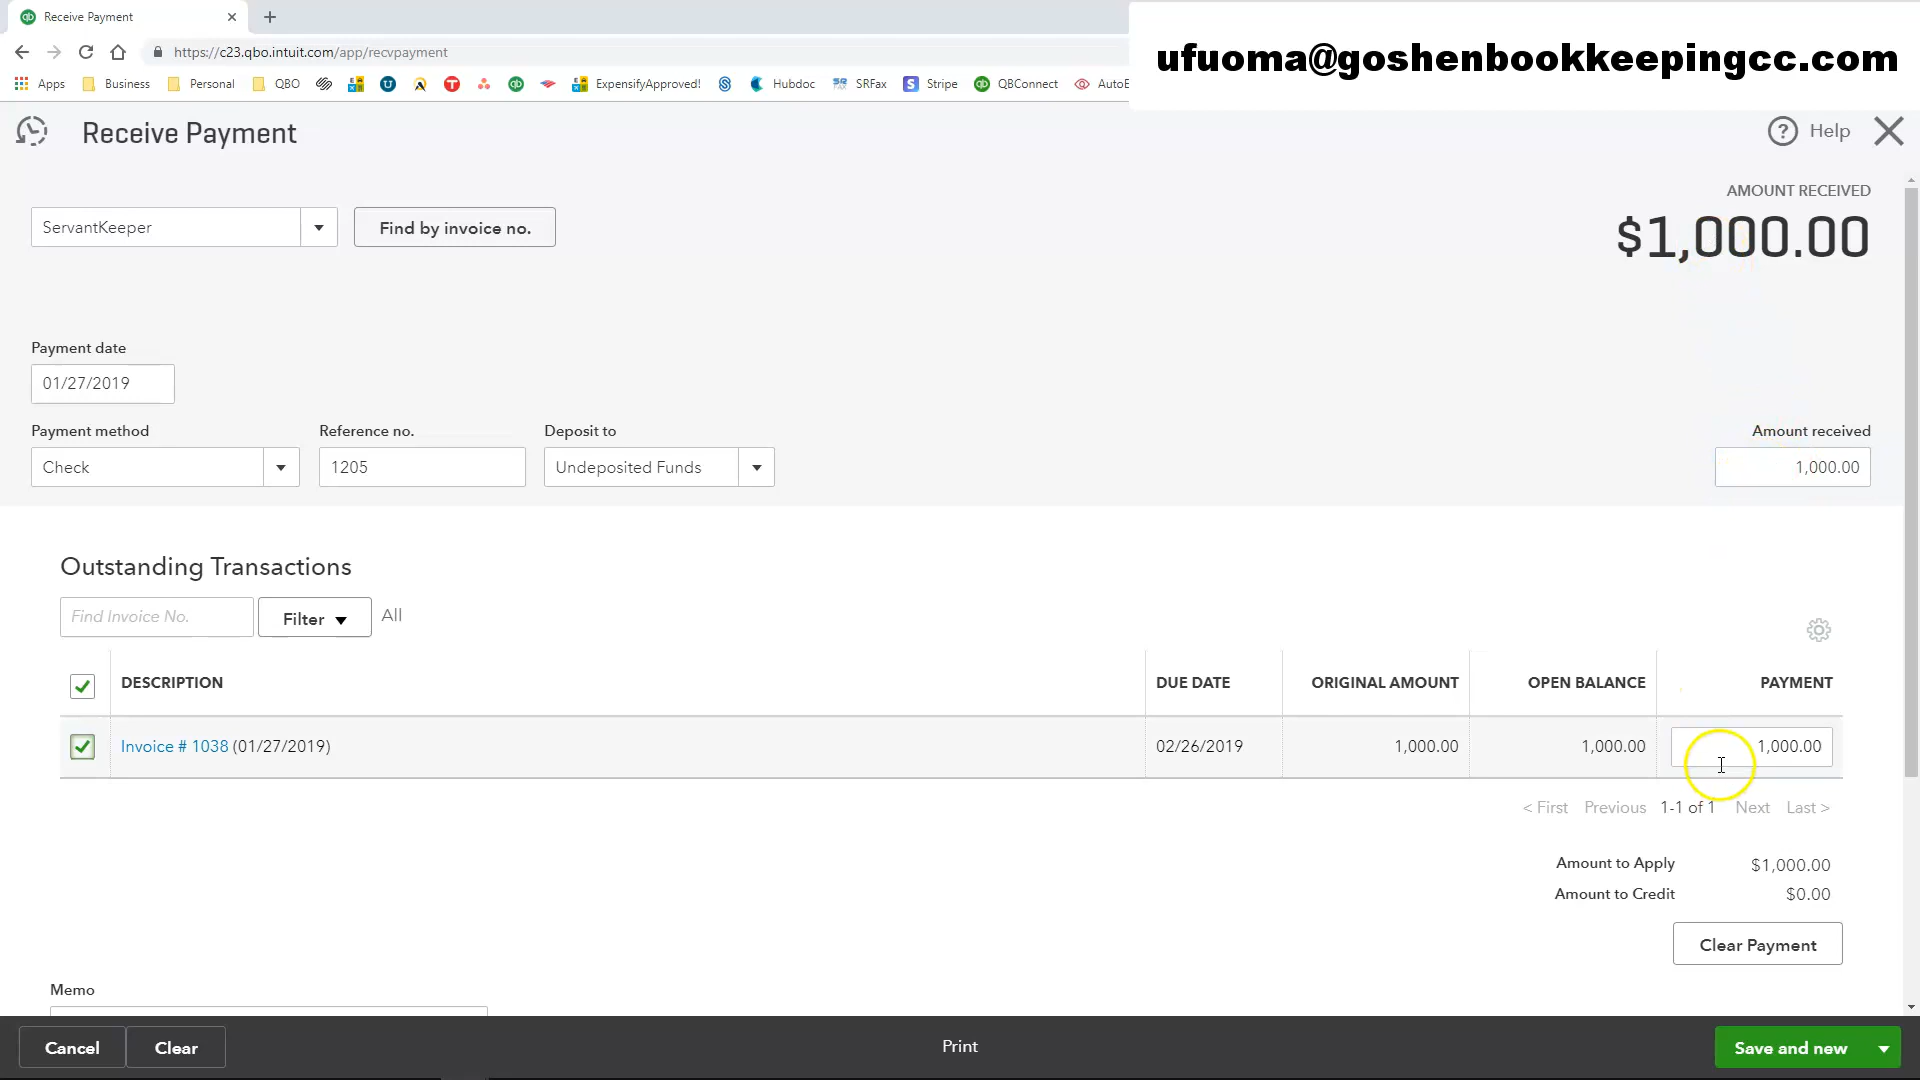 Receive Payment
https://c23.qbo.intuit.com/app/recvpayment
ufuoma@goshenbookkeepingcc.com
Apps Business Personal QBO ExpensifyApproved! Hubdoc SRFax Stripe QBConnect AutoE
Receive Payment
Help
AMOUNT RECEIVED
$1,000.00
ServantKeeper Find by invoice no.
Payment date
01/27/2019
Payment method Reference no. Deposit to Amount received
Check 1205 Undeposited Funds 1,000.00
Outstanding Transactions
Find Invoice No. Filter All
DESCRIPTION DUE DATE ORIGINAL AMOUNT OPEN BALANCE PAYMENT
Invoice # 1038 (01/27/2019) 02/26/2019 1,000.00 1,000.00 1,000.00
< First Previous 1-1 of 1 Next Last >
Amount to Apply $1,000.00
Amount to Credit $0.00
Clear Payment
Memo
Cancel Clear Print Save and new